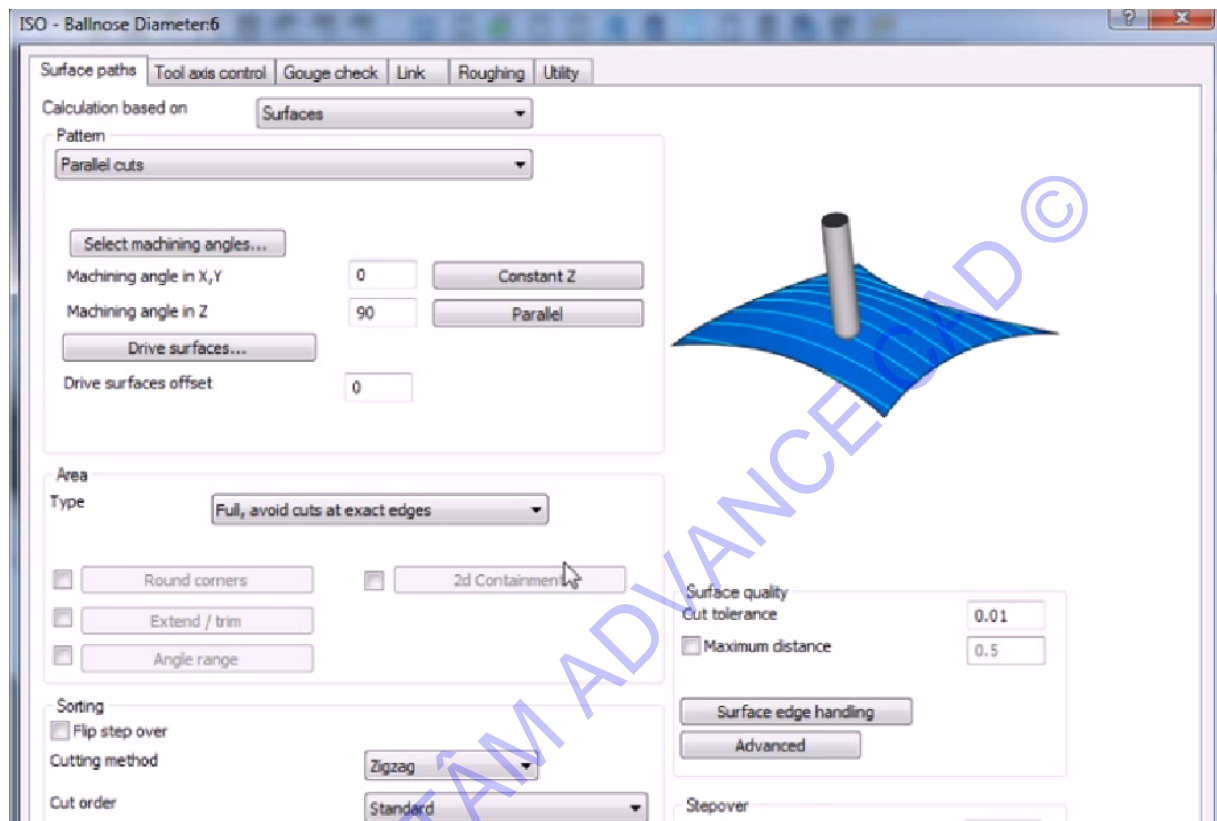 ISO - Ballnose Diameter:6
Surface paths Tool axis control Gouge check Link Roughing Utility
Calculation based on Surfaces
Pattern
Parallel cuts
Select machining angles...
Machining angle in X,Y 0 Constant Z
Machining angle in Z 90 Parallel
Drive surfaces...
Drive surfaces offset 0
Area
Type Full, avoid cuts at exact edges
Round corners 2d Containment
Extend / trim
Angle range
Surface quality
Cut tolerance 0.01
Maximum distance 0.5
Surface edge handling
Advanced
Sorting
Flip step over
Cutting method Zigzag
Cut order Standard
Stepover
TÂM ADVANCE CAD ©